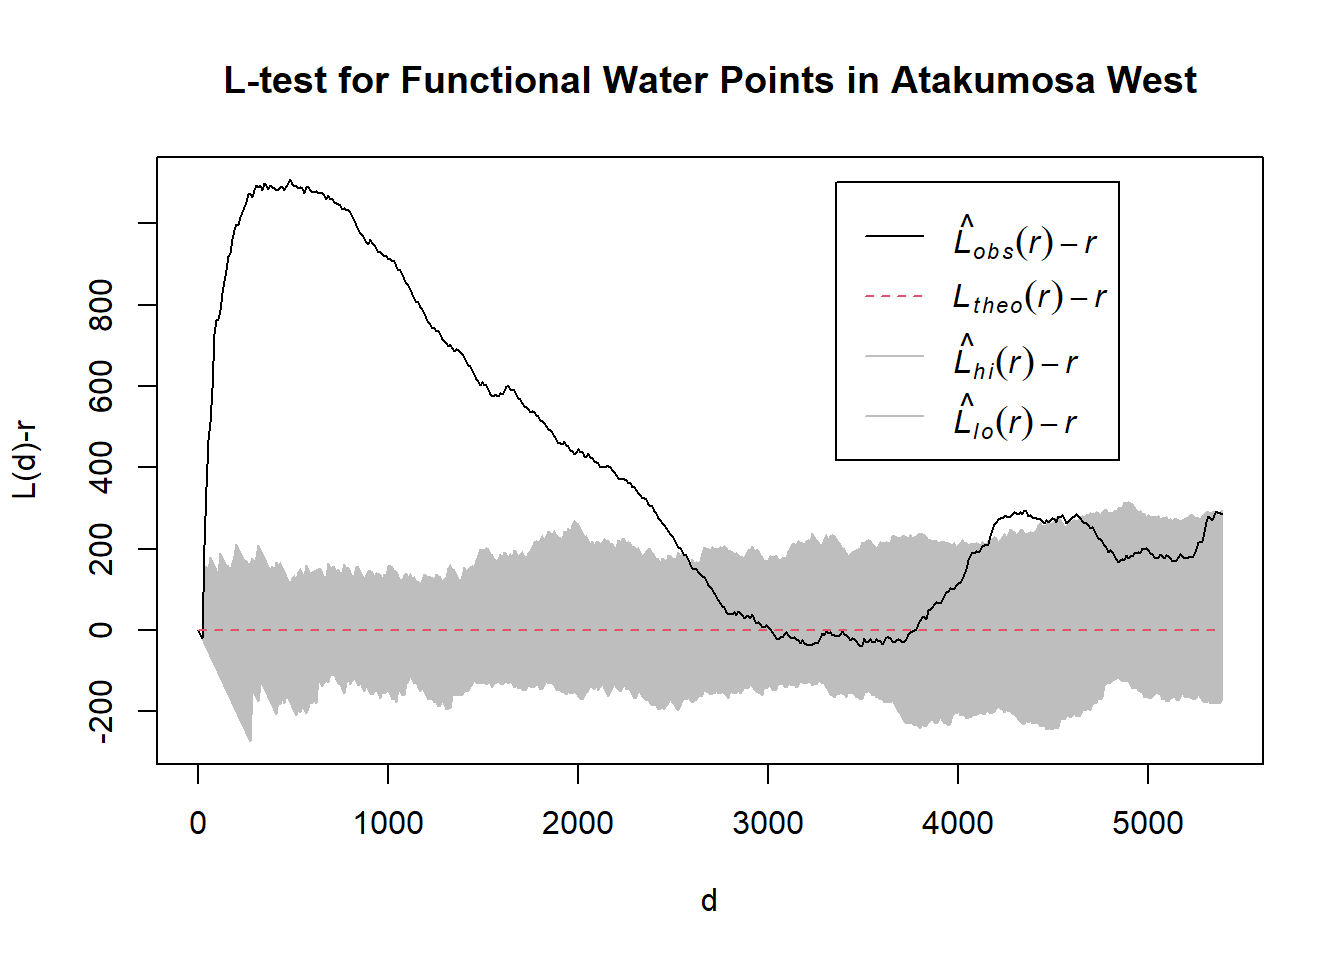 L-test for Functional Water Points in Atakumosa West
L(d)-r
800
600
400
200
0
-200
L̂obs(r) – r
Ltheo(r) – r
L̂hi(r) – r
L̂lo(r) – r
0 1000 2000 3000 4000 5000
d